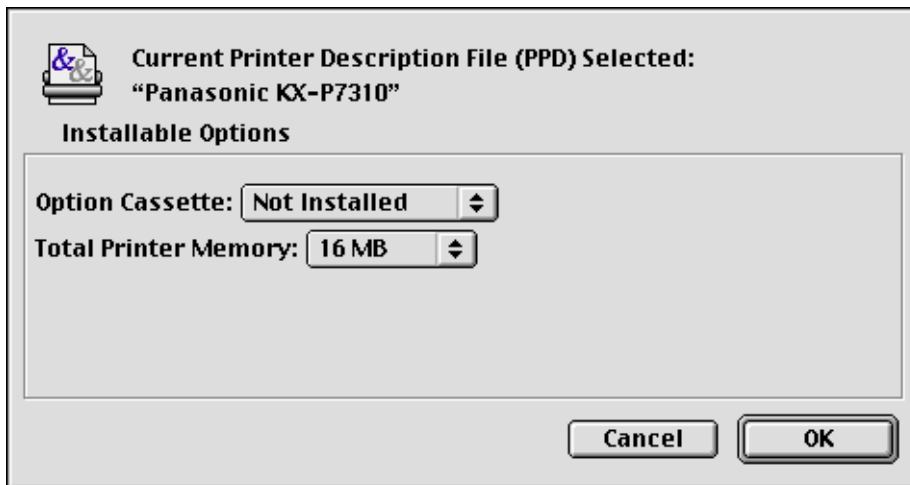 Current Printer Description File (PPD) Selected:
“Panasonic KX-P7310”
Installable Options
Option Cassette: Not Installed
Total Printer Memory: 16 MB
Cancel OK